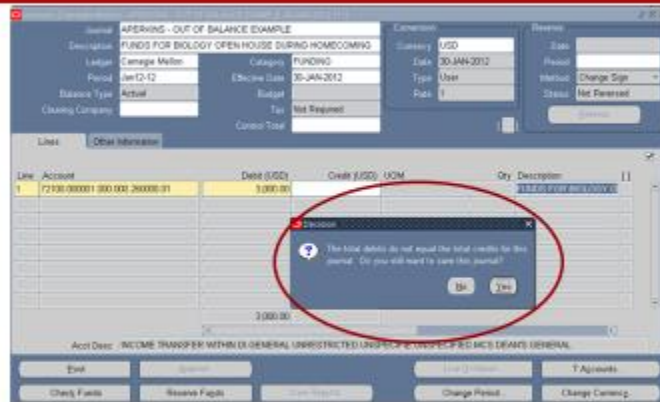 Journal APERKINS - OUT OF BALANCE EXAMPLE
Description FUNDS FOR BIOLOGY OPEN HOUSE DURING HOMECOMING
Ledger Carnegie Mellon Category FUNDING
Period Jan12-12 Effective Date 30-JAN-2012
Balance Type Actual Budget
Clearing Company Tax Not Required
Control Total
Conversion
Currency USD
Date 30-JAN-2012
Type User
Rate 1
Reverse
Date
Period
Method Change Sign
Status Not Reversed
Lines Other Information
Line Account Debit (USD) Credit (USD) UOM Qty Description [ ]
1 72100.000001.000.000.260000.01 3,000.00 FUNDS FOR BIOLOGY O
Decision
The total debits do not equal the total credits for this
journal. Do you still want to save this journal?
No Yes
3,000.00
Acct Desc INCOME TRANSFER WITHIN DI.GENERAL UNRESTRICTED.UNSPECIFIE.UNSPECIFIED.MCS DEAN'S GENERAL
Post T Accounts
Check Funds Reserve Funds View Results Change Period... Change Currency